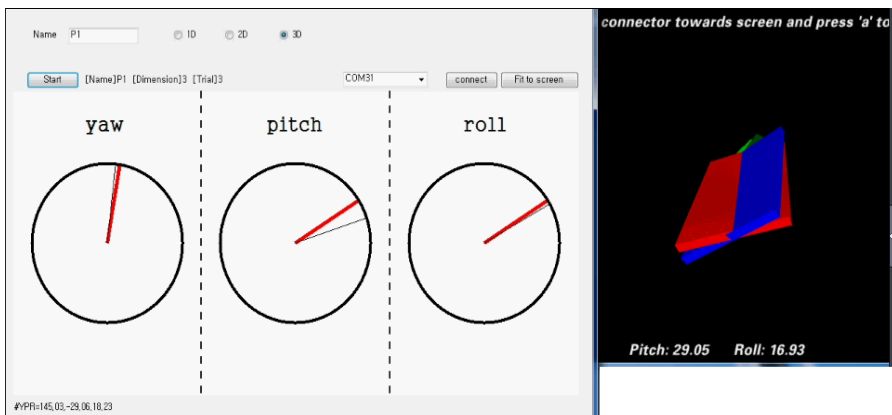 Name P1 1D 2D 3D
Start [Name]P1 [Dimension]3 [Trial]3 COM31 connect Fit to screen
yaw pitch roll
#YPR=145,03,-29,06,18,23
connector towards screen and press 'a' to
Pitch: 29.05 Roll: 16.93